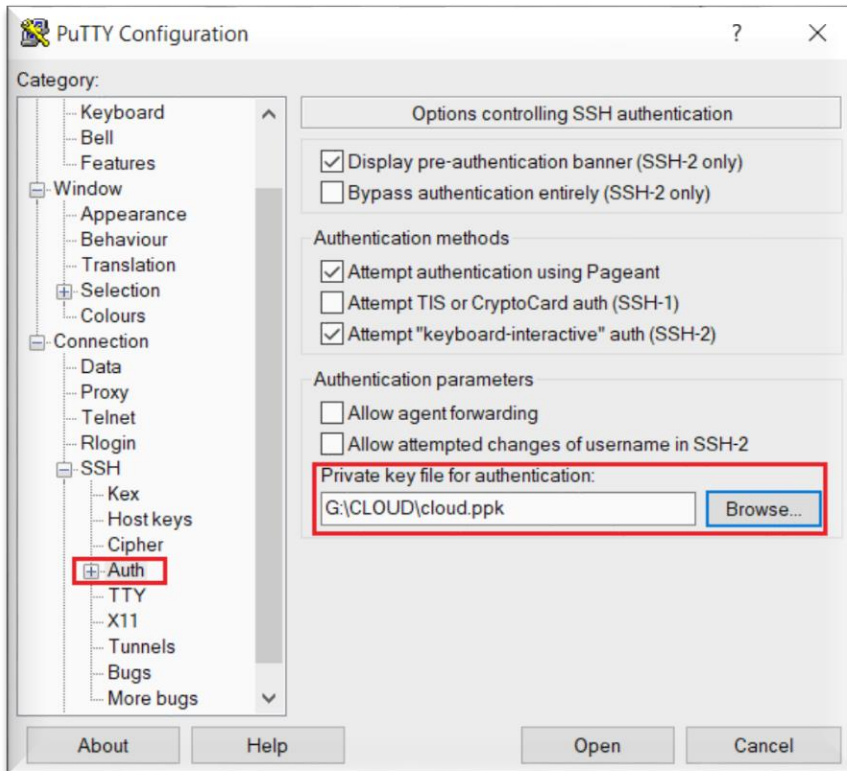 PuTTY Configuration
?
Category:
Keyboard
Bell
Features
Window
Appearance
Behaviour
Translation
Selection
Colours
Connection
Data
Proxy
Telnet
Rlogin
SSH
Kex
Host keys
Cipher
Auth
TTY
X11
Tunnels
Bugs
More bugs
Options controlling SSH authentication
Display pre-authentication banner (SSH-2 only)
Bypass authentication entirely (SSH-2 only)
Authentication methods
Attempt authentication using Pageant
Attempt TIS or CryptoCard auth (SSH-1)
Attempt "keyboard-interactive" auth (SSH-2)
Authentication parameters
Allow agent forwarding
Allow attempted changes of username in SSH-2
Private key file for authentication:
G:\CLOUD\cloud.ppk
Browse...
About
Help
Open
Cancel